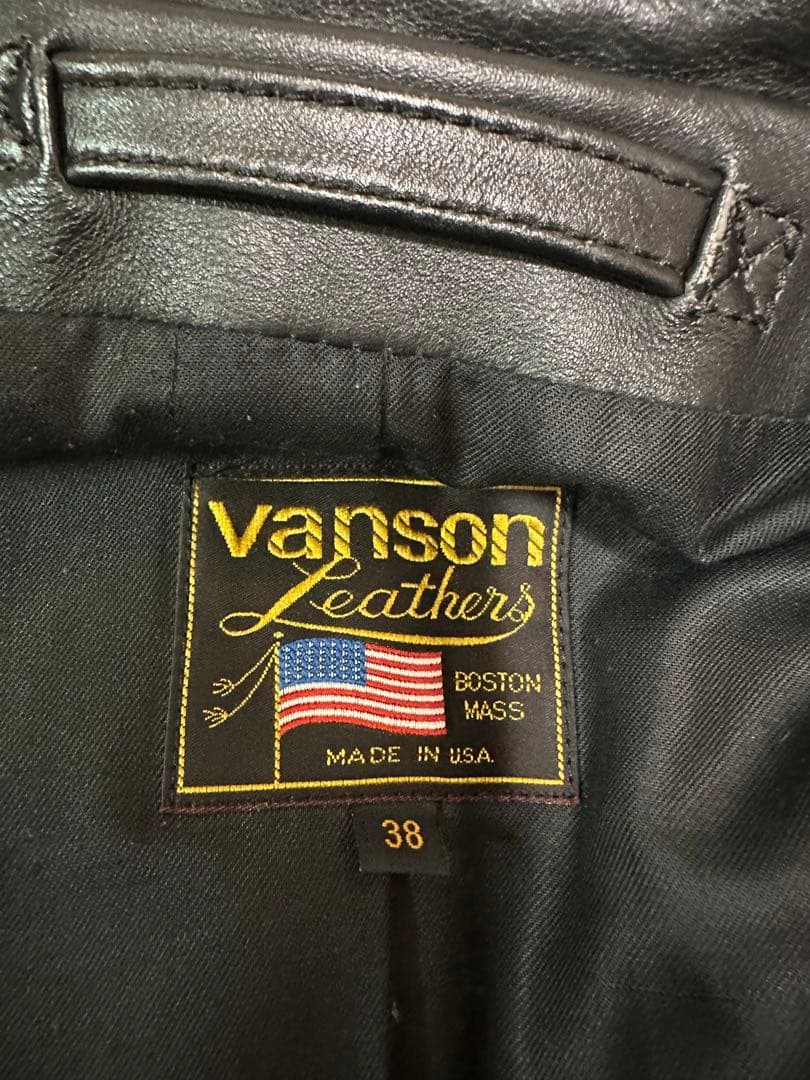 vanson
Leathers
BOSTON
MASS
MADE IN U.S.A.
38